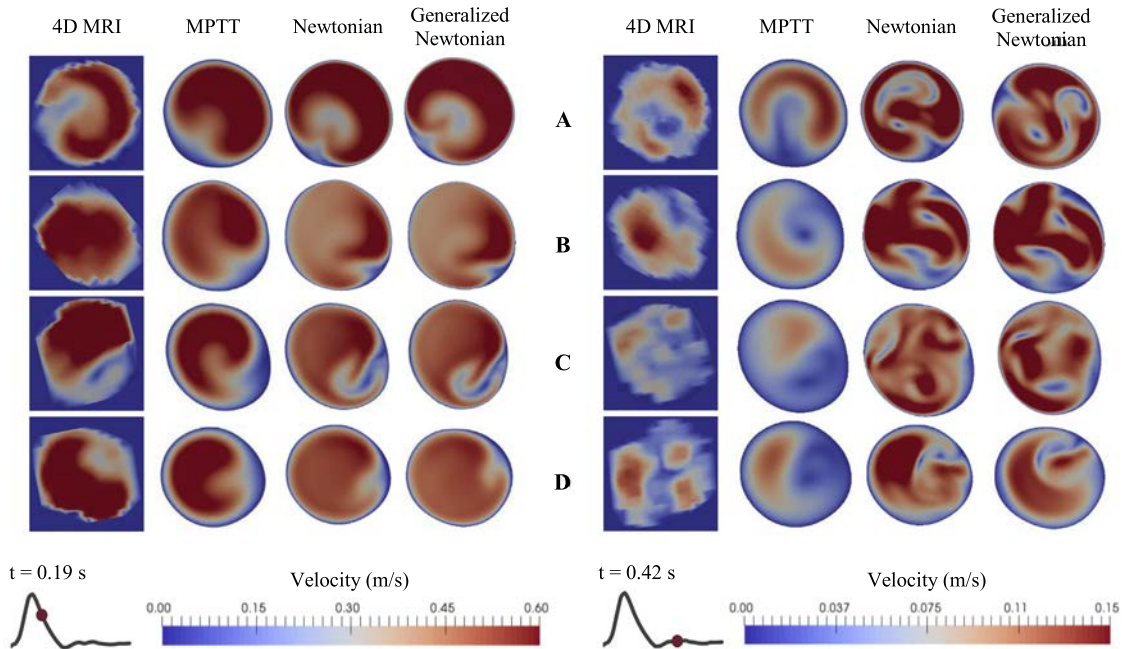 4D MRI MPTT Newtonian Generalized Newtonian 4D MRI MPTT Newtonian Generalized Newtonian
A
B
C
D
t = 0.19 s
Velocity (m/s)
0.00 0.15 0.30 0.45 0.60
t = 0.42 s
Velocity (m/s)
0.00 0.037 0.075 0.11 0.15